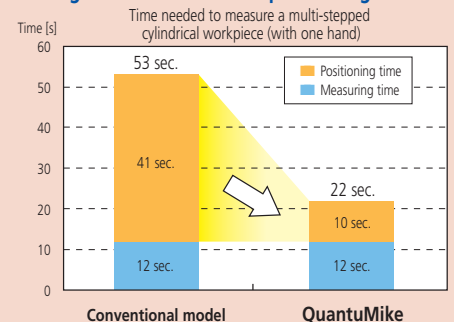 Time needed to measure a multi-stepped
cylindrical workpiece (with one hand)
Time [s]
60
50
40
30
20
10
0
53 sec.
41 sec.
12 sec.
22 sec.
10 sec.
12 sec.
Positioning time
Measuring time
Conventional model
QuantuMike